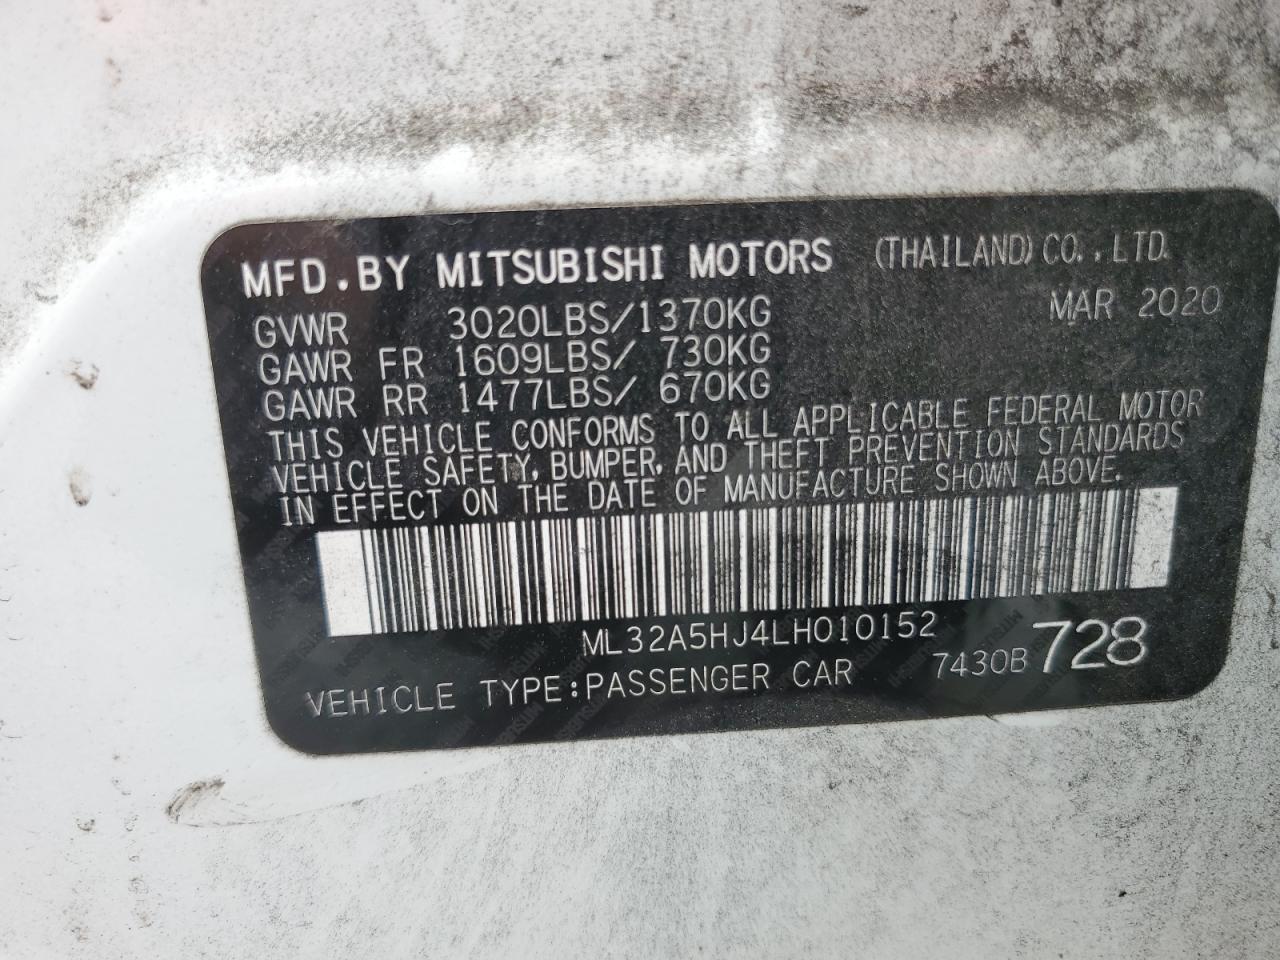 MFD.BY MITSUBISHI MOTORS (THAILAND)CO.,LTD.
MAR 2020
GVWR 3020LBS/1370KG
GAWR FR 1609LBS/ 730KG
GAWR RR 1477LBS/ 670KG
THIS VEHICLE CONFORMS TO ALL APPLICABLE FEDERAL MOTOR
VEHICLE SAFETY, BUMPER, AND THEFT PREVENTION STANDARDS
IN EFFECT ON THE DATE OF MANUFACTURE SHOWN ABOVE.
ML32A5HJ4LH010152
VEHICLE TYPE:PASSENGER CAR 7430B 728